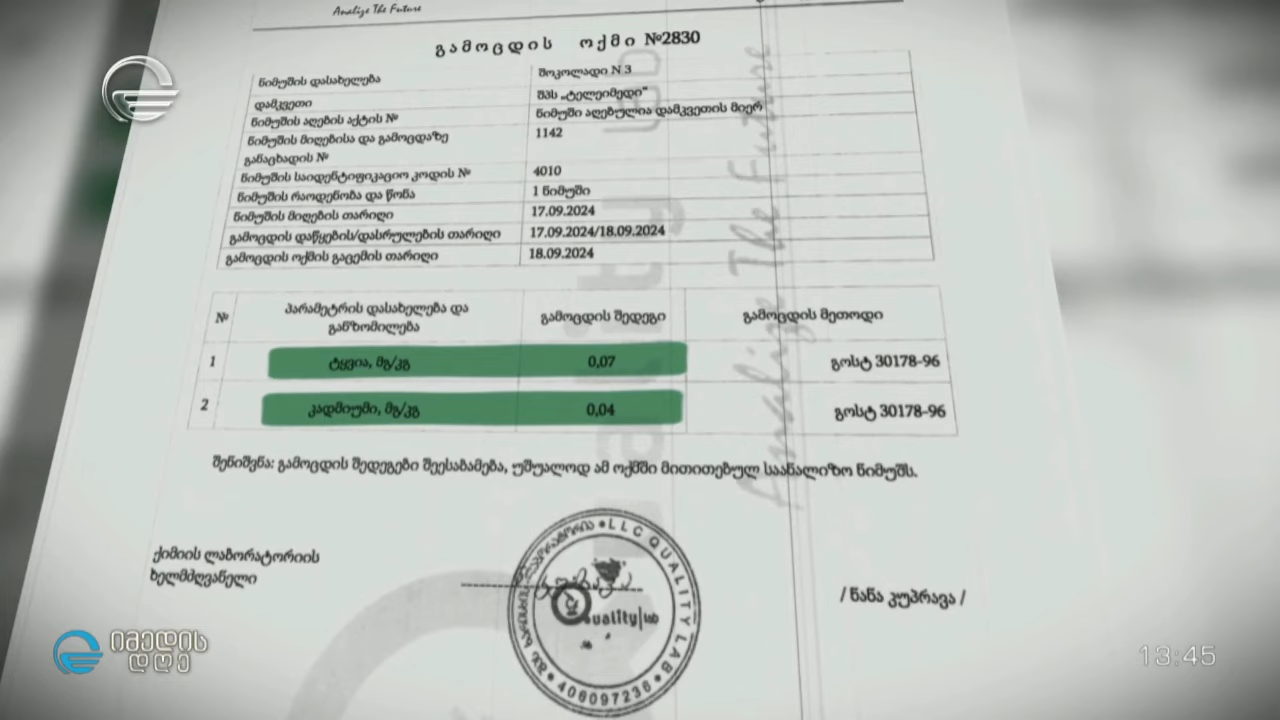 Analize The Future
გამოცდის ოქმი №2830
ნიმუშის დასახელება შოკოლადი N 3
დამკვეთი შპს „ტელეიმედი“
ნიმუშის აღების აქტის № ნიმუში აღებულია დამკვეთის მიერ
ნიმუშის მიღებისა და გამოცდაზე 1142
განაცხადის №
ნიმუშის საიდენტიფიკაციო კოდის № 4010
ნიმუშის რაოდენობა და წონა 1 ნიმუში
ნიმუშის მიღების თარიღი 17.09.2024
გამოცდის დაწყების/დასრულების თარიღი 17.09.2024/18.09.2024
გამოცდის ოქმის გაცემის თარიღი 18.09.2024
№ პარამეტრის დასახელება და განზომილება გამოცდის შედეგი გამოცდის მეთოდი
1 ტყვია, მგ/კგ 0,07 გოსტ 30178-96
2 კადმიუმი, მგ/კგ 0,04 გოსტ 30178-96
შენიშვნა: გამოცდის შედეგები შეესაბამება, უშუალოდ ამ ოქმში მითითებულ საანალიზო ნიმუშს.
ქიმიის ლაბორატორიის
ხელმძღვანელი
/ ნანა კუპრავა /
LLC QUALITY LAB
uality|lab
406097236
Analize The Future
იმედის
დღე
13:45